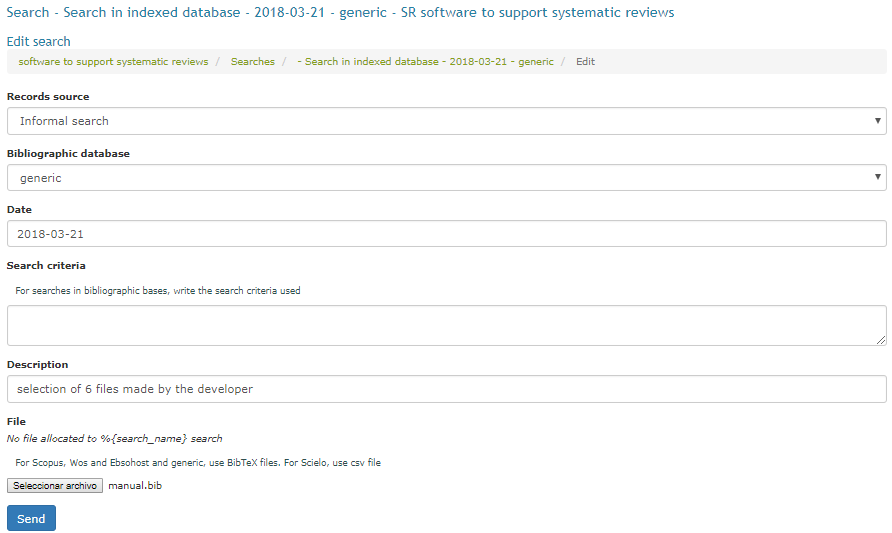 Search - Search in indexed database - 2018-03-21 - generic - SR software to support systematic reviews
Edit search
software to support systematic reviews / Searches / - Search in indexed database - 2018-03-21 - generic / Edit
Records source
Informal search
Bibliographic database
generic
Date
2018-03-21
Search criteria
For searches in bibliographic bases, write the search criteria used
Description
selection of 6 files made by the developer
File
No file allocated to %{search_name} search
For Scopus, Wos and Ebsohost and generic, use BibTeX files. For Scielo, use csv file
Seleccionar archivo manual.bib
Send